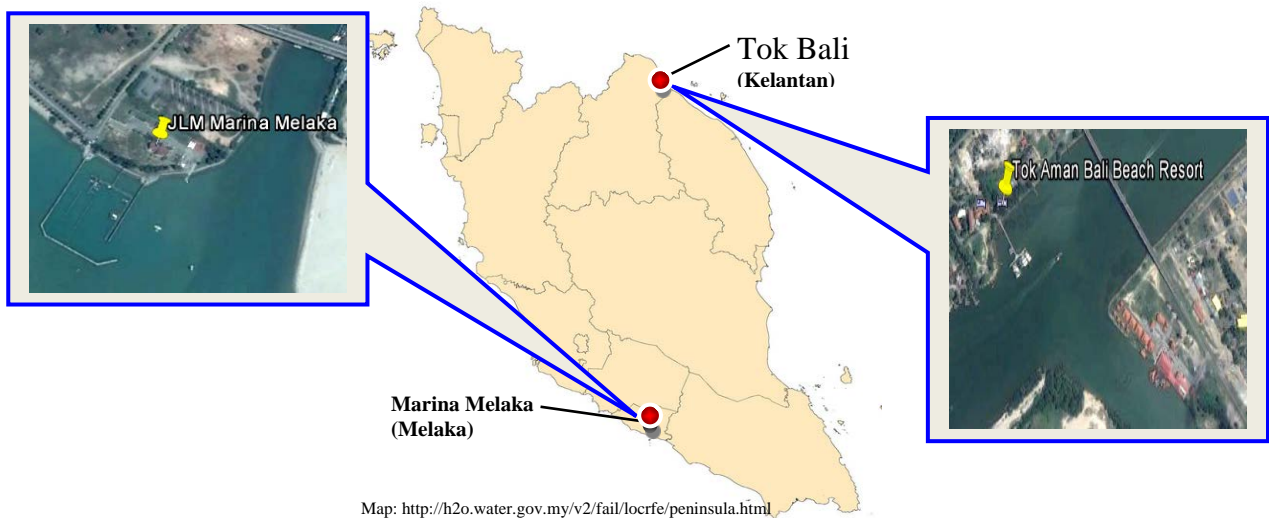 JLM Marina Melaka
Tok Bali
(Kelantan)
Tok Aman Bali Beach Resort
Marina Melaka
(Melaka)
Map: http://h2o.water.gov.my/v2/fail/locrfe/peninsula.html